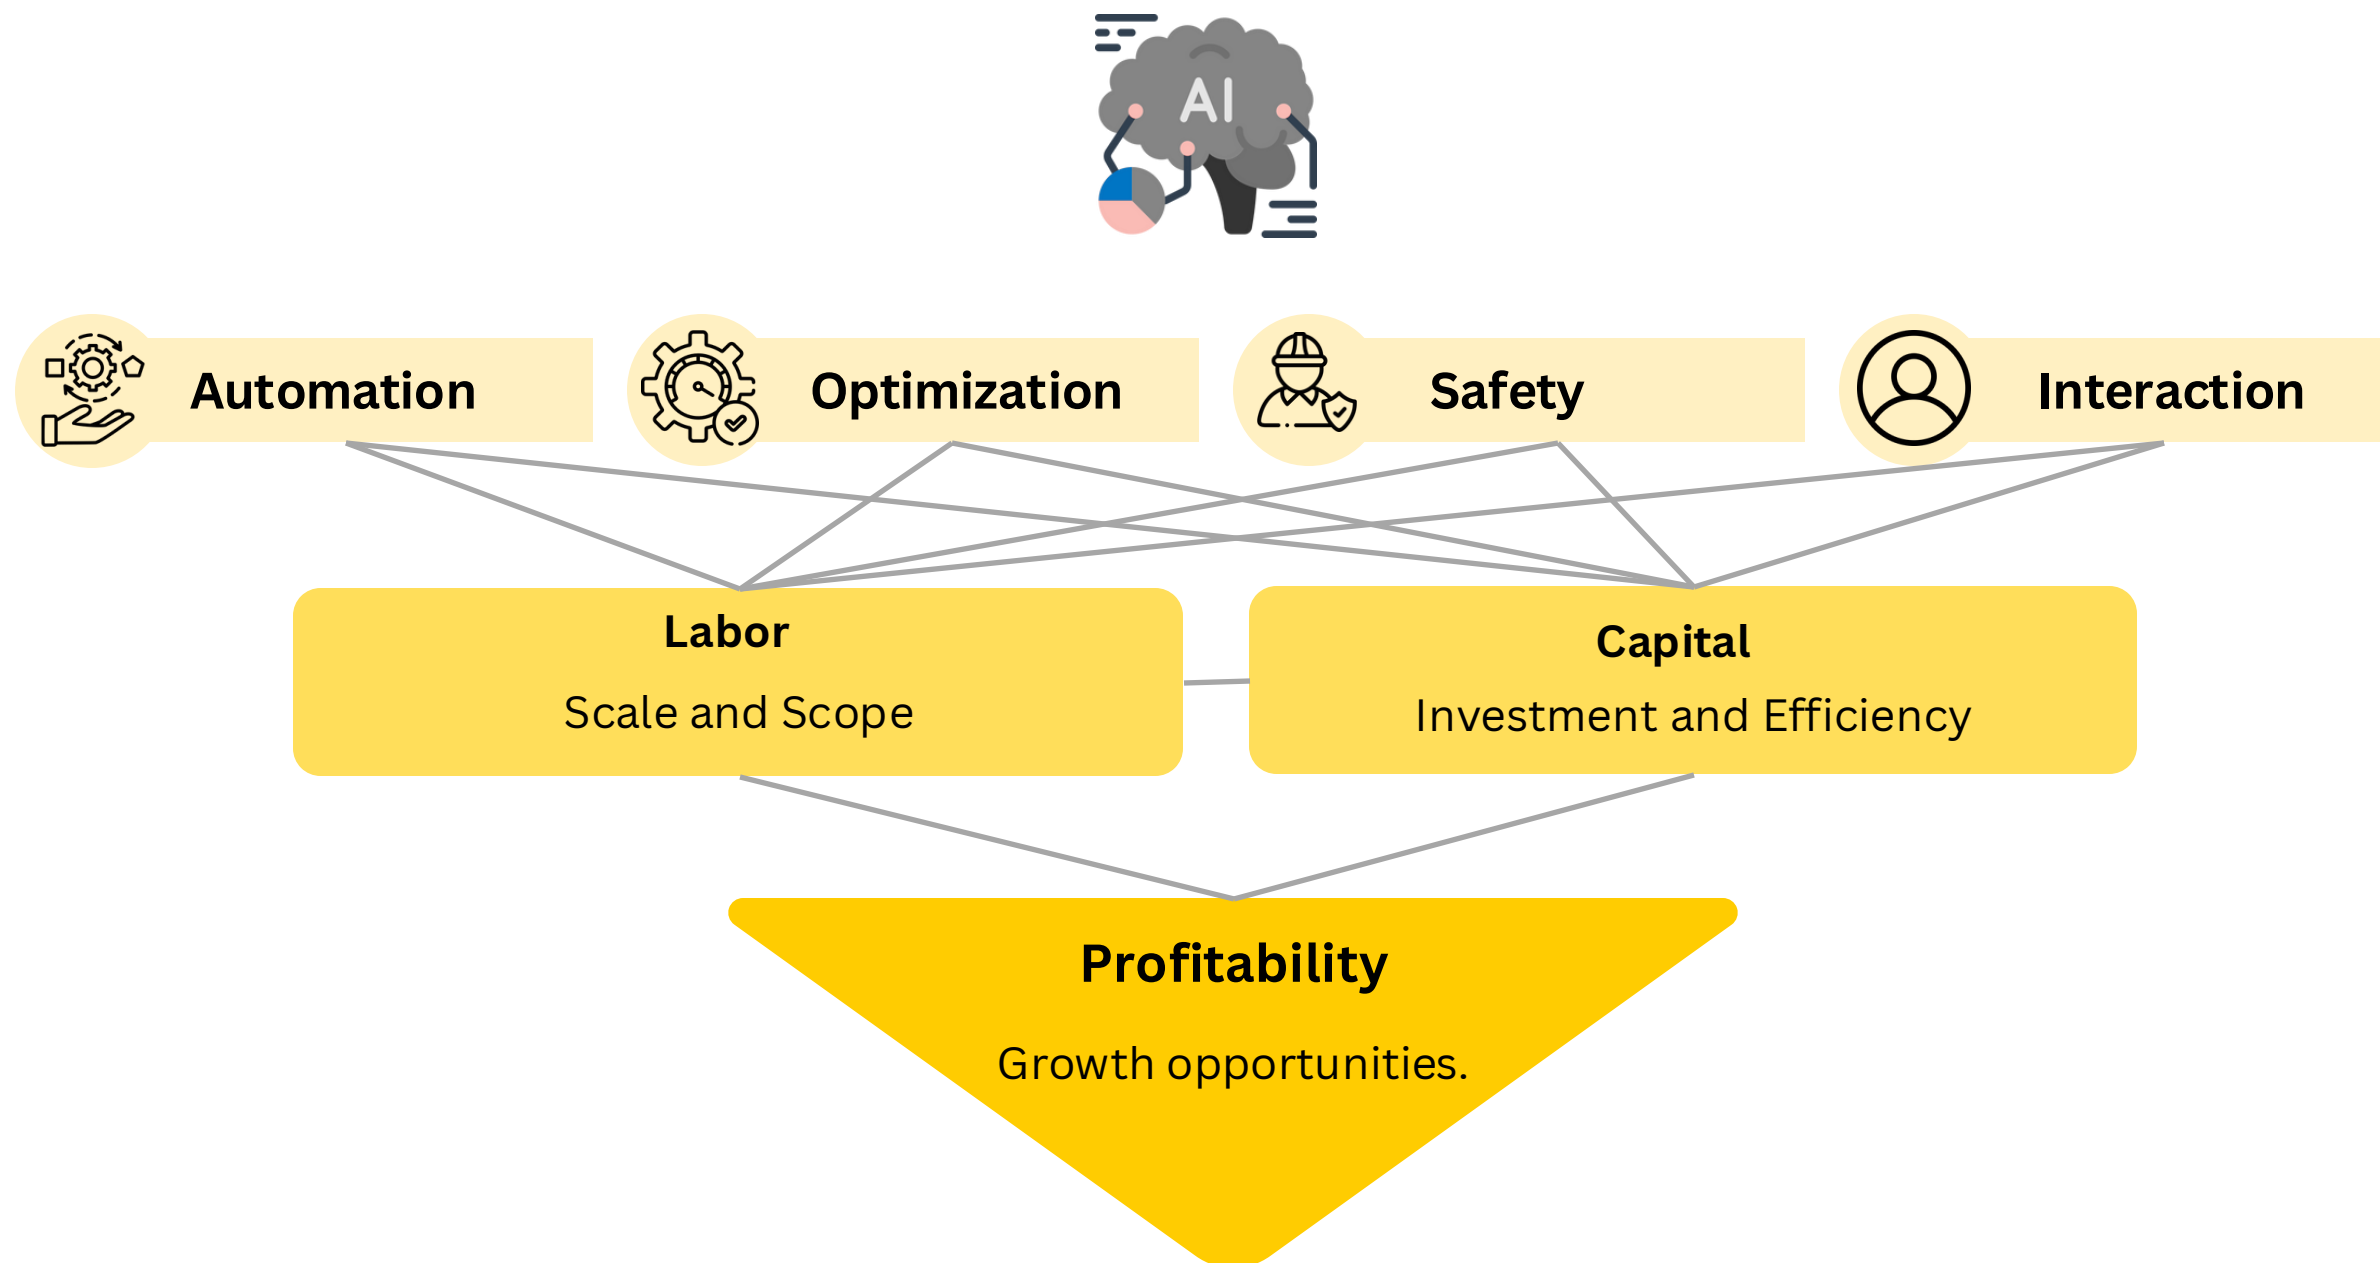 AI
Automation
Optimization
Safety
Interaction
Labor
Scale and Scope
Capital
Investment and Efficiency
Profitability
Growth opportunities.